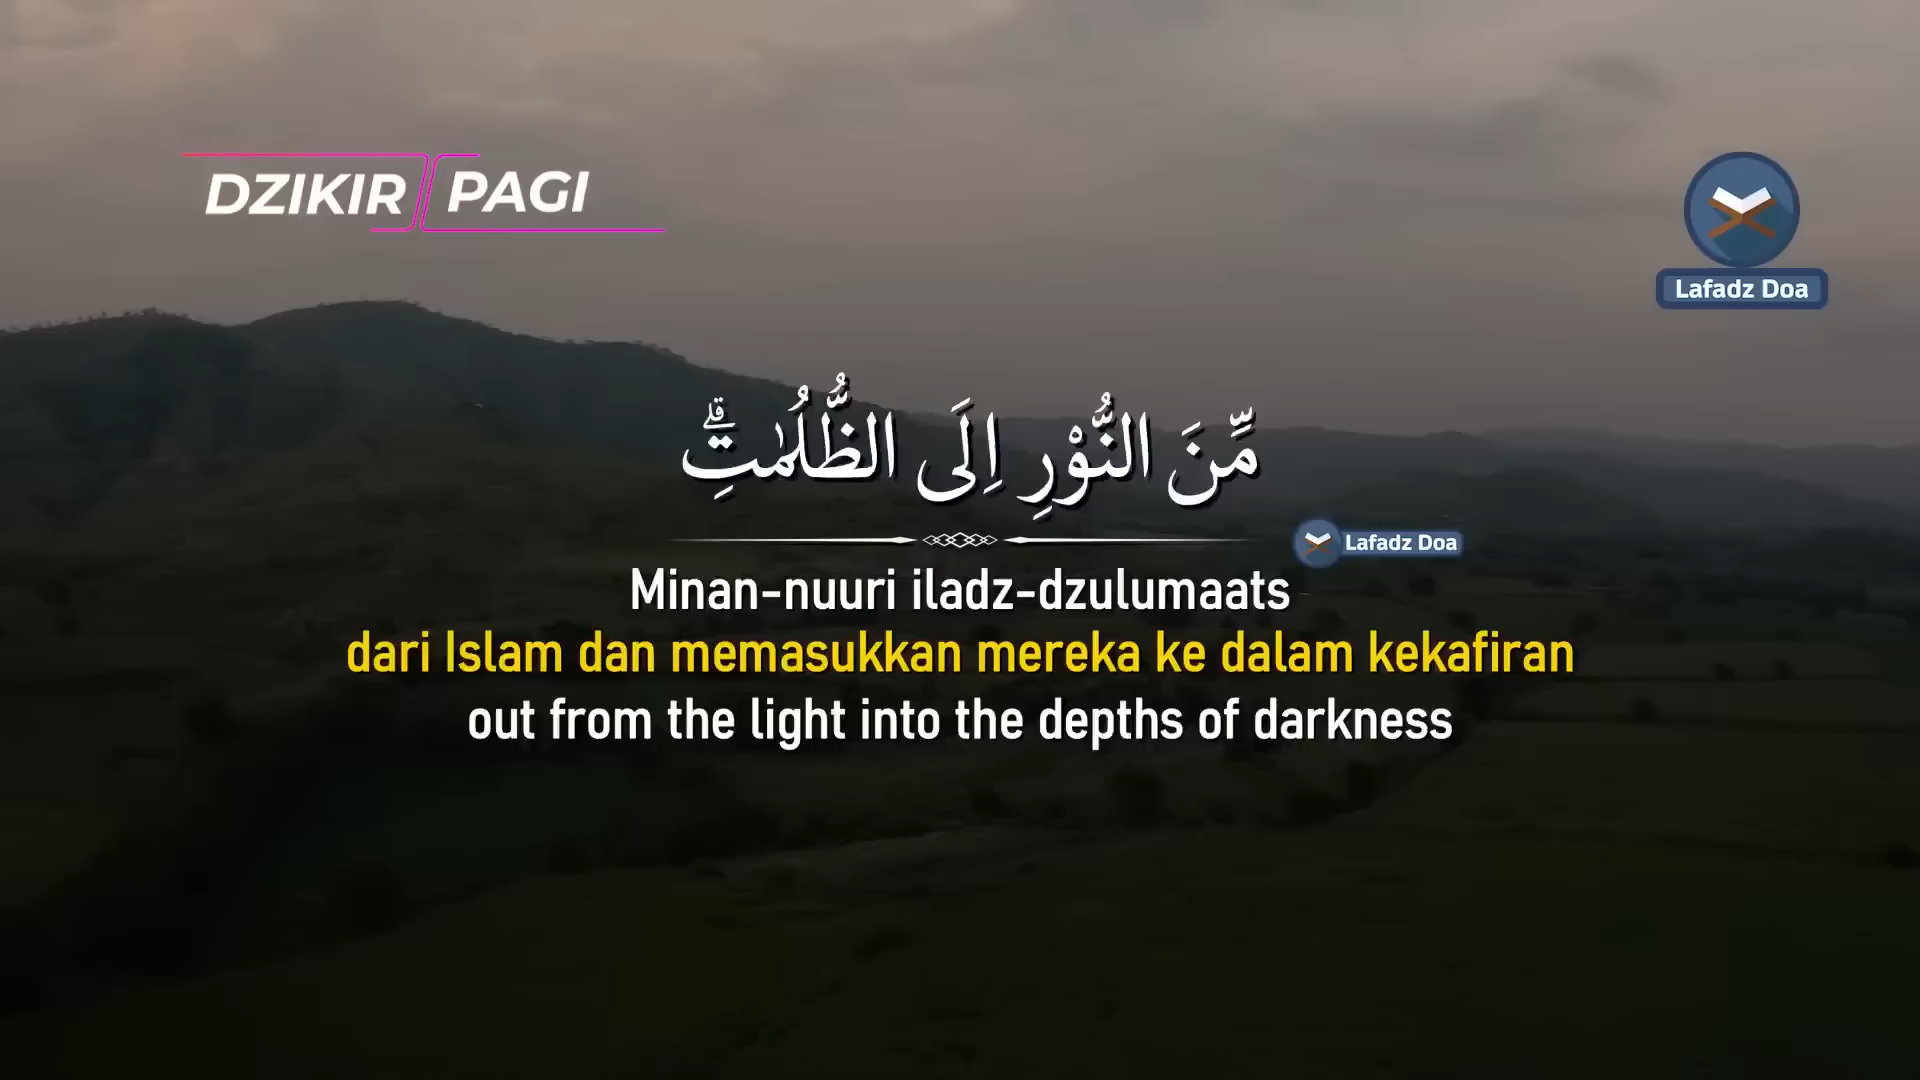 DZIKIR PAGI
Lafadz Doa
مِّنَ النُّوْرِ اِلَى الظُّلُمٰتِۗ
Lafadz Doa
Minan-nuuri iladz-dzulumaats
dari Islam dan memasukkan mereka ke dalam kekafiran
out from the light into the depths of darkness